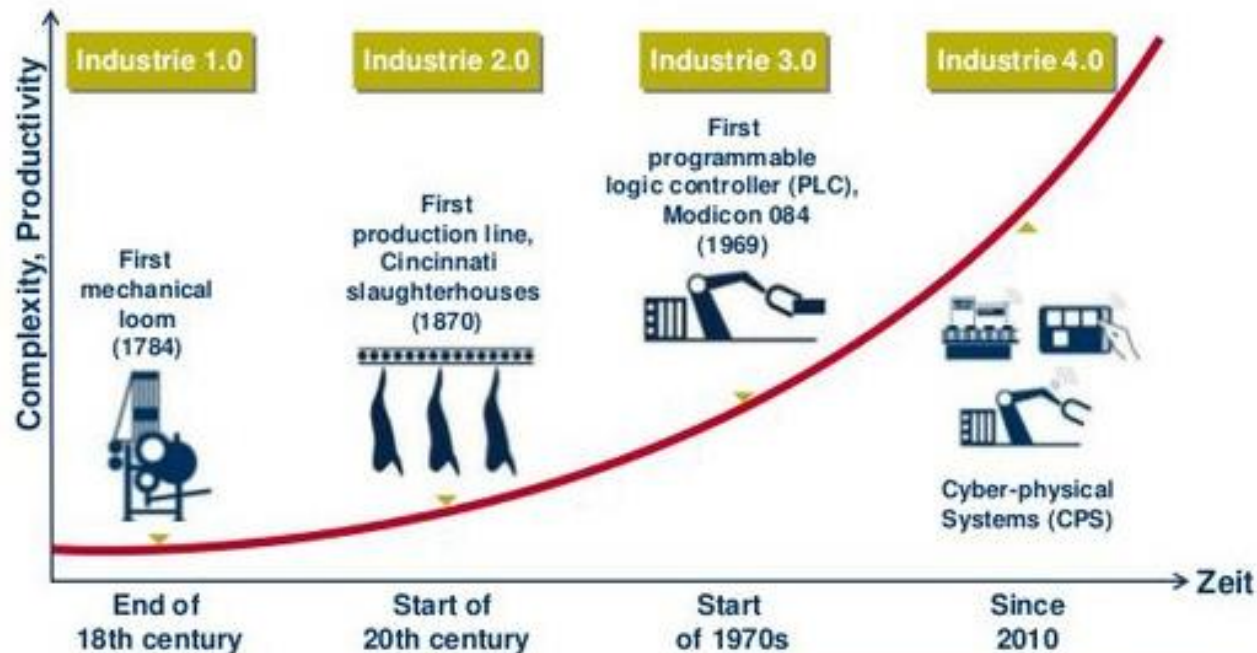 Industrie 1.0
Industrie 2.0
Industrie 3.0
Industrie 4.0
Complexity, Productivity
First
mechanical
loom
(1784)
First
production line,
Cincinnati
slaughterhouses
(1870)
First
programmable
logic controller (PLC),
Modicon 084
(1969)
Cyber-physical
Systems (CPS)
Zeit
End of
18th century
Start of
20th century
Start
of 1970s
Since
2010